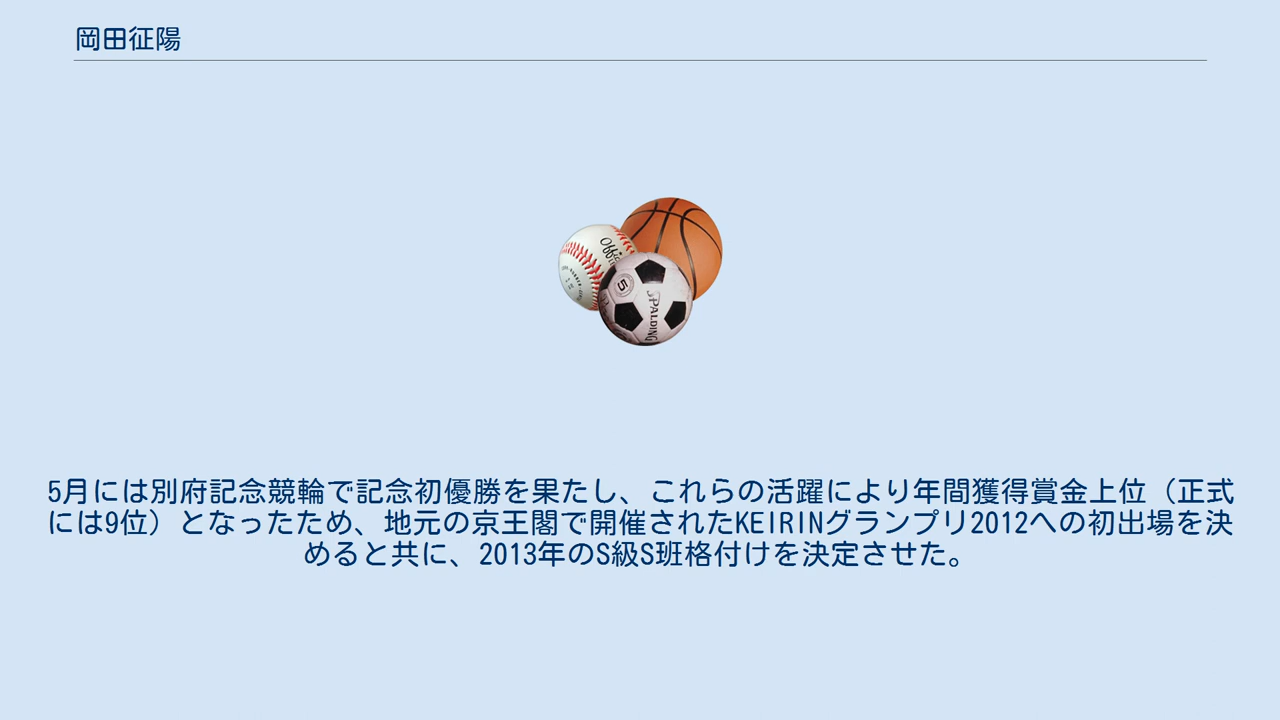 岡田征陽
Offic
5
SPALDING
5月には別府記念競輪で記念初優勝を果たし、これらの活躍により年間獲得賞金上位（正式
には9位）となったため、地元の京王閣で開催されたKEIRINグランプリ2012への初出場を決
めると共に、2013年のS級S班格付けを決定させた。